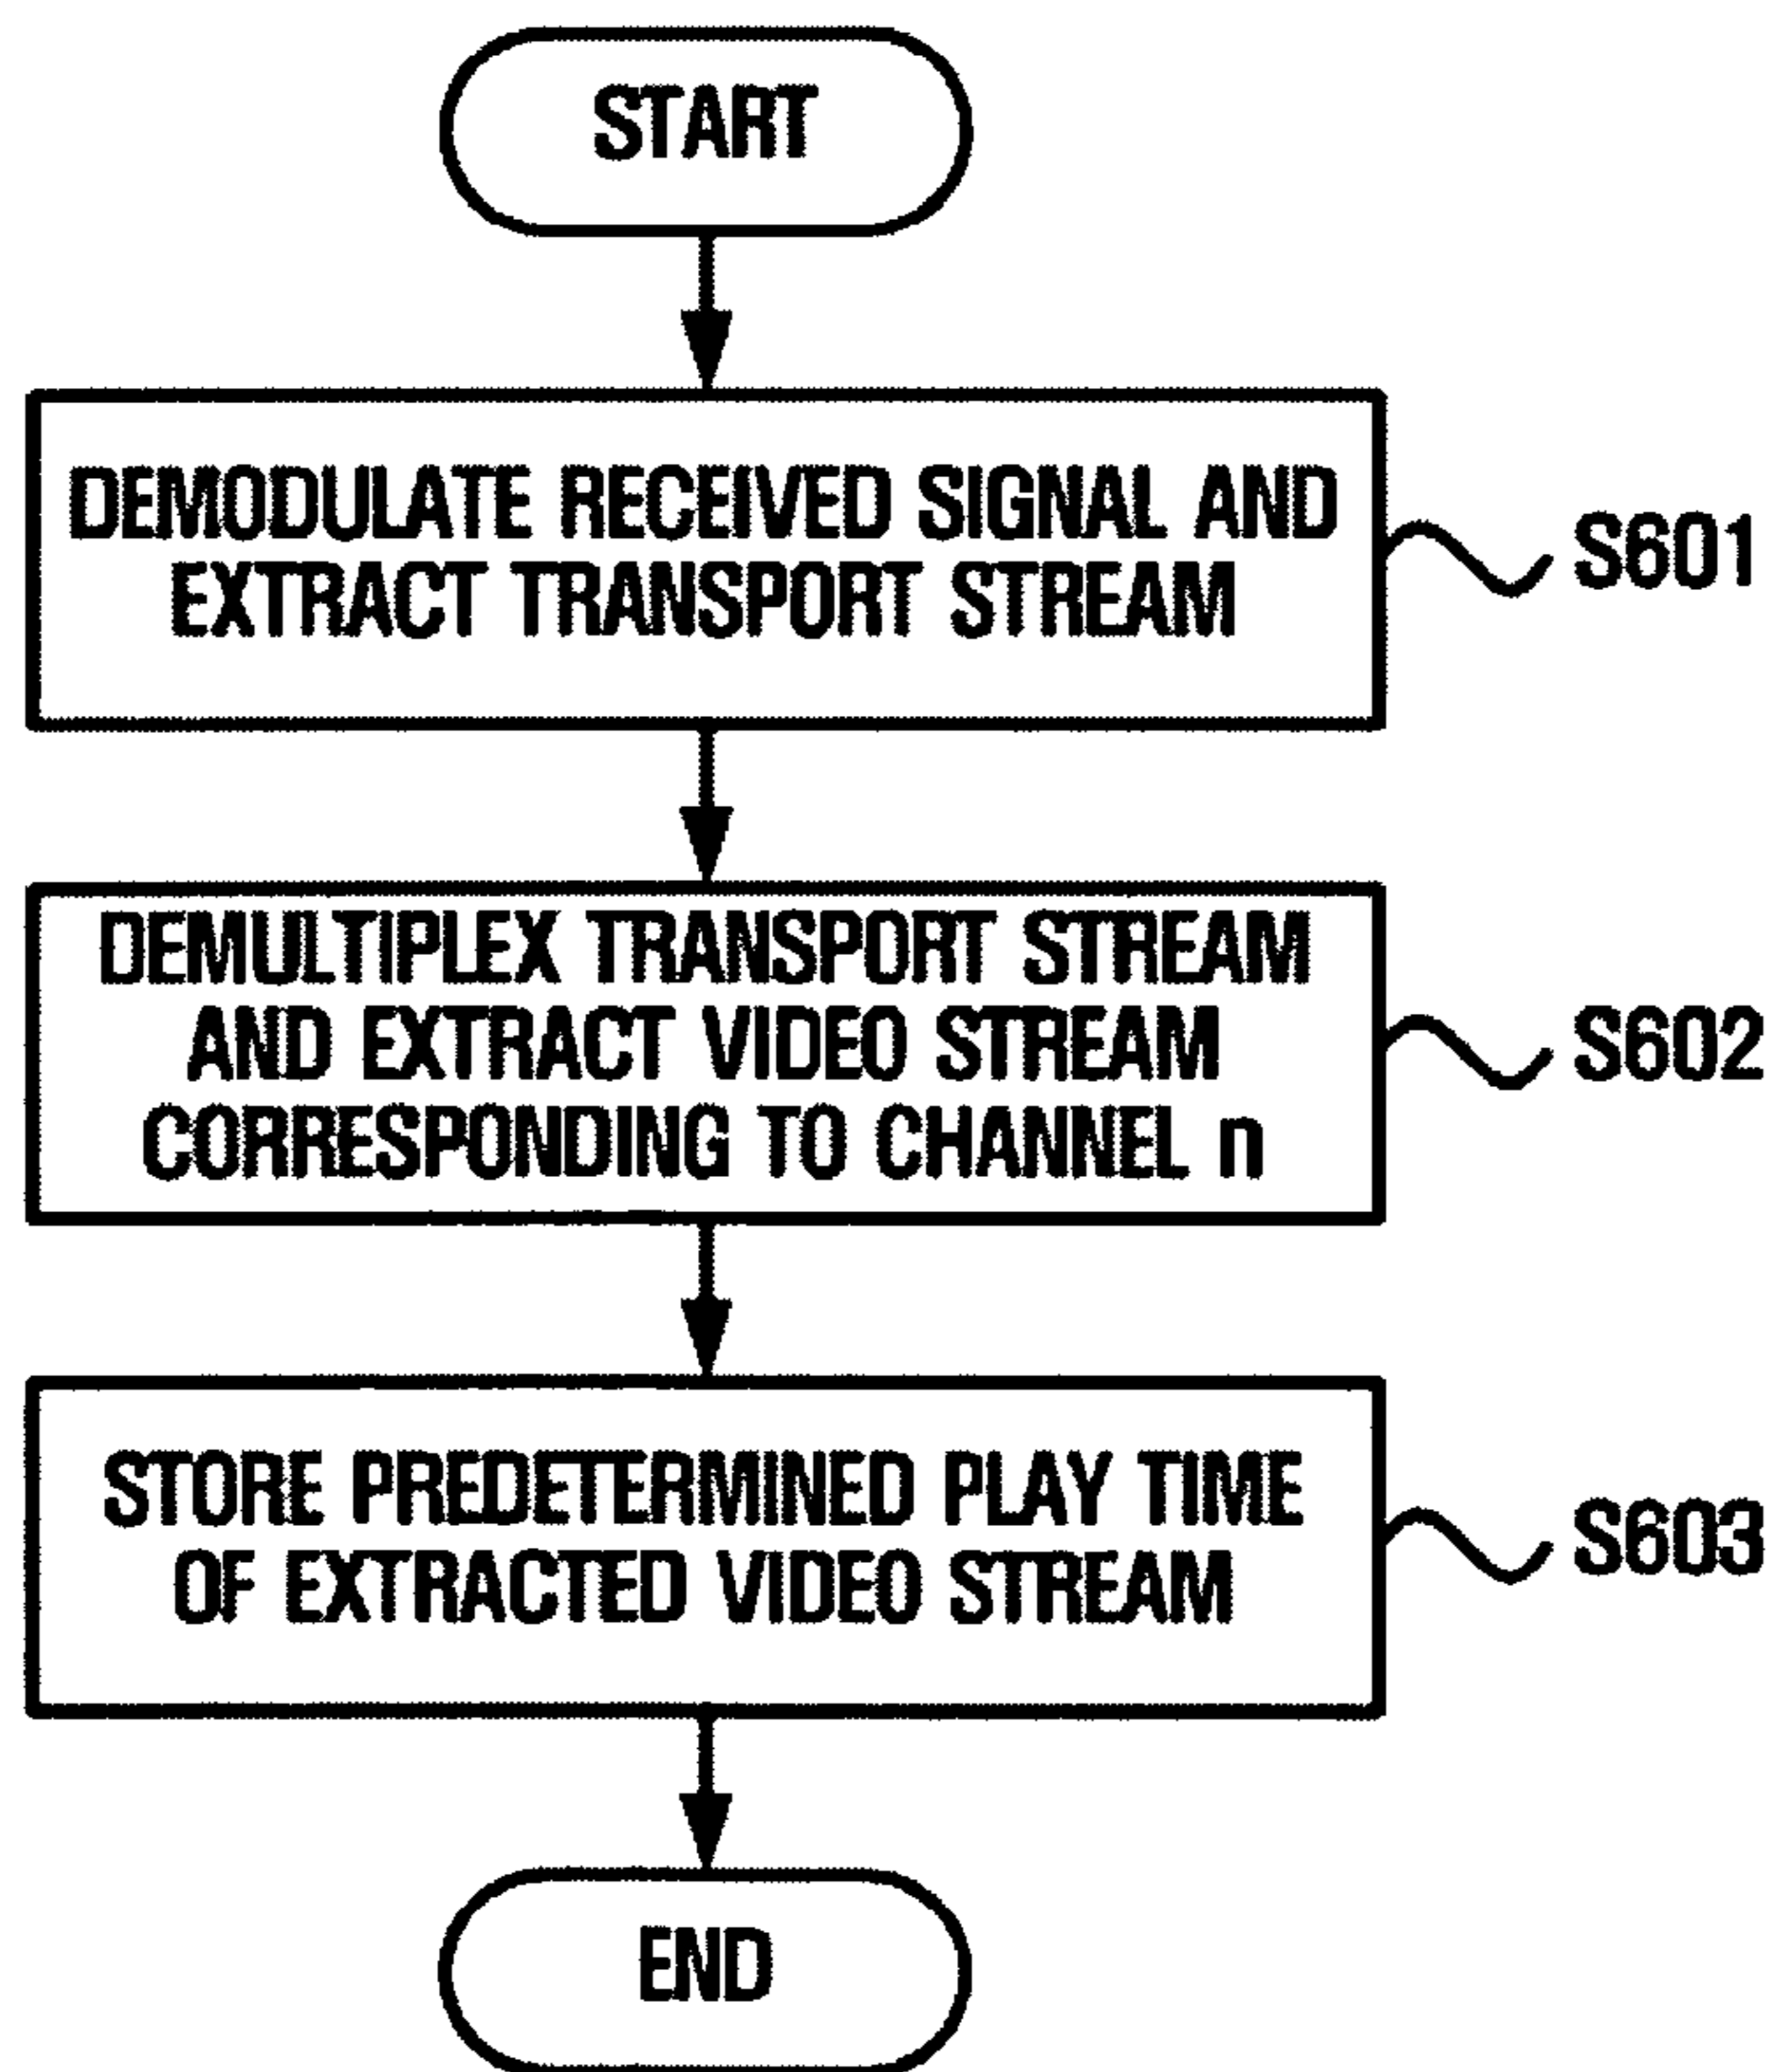 START
DEMODULATE RECEIVED SIGNAL AND
EXTRACT TRANSPORT STREAM
S601
DEMULTIPLEX TRANSPORT STREAM
AND EXTRACT VIDEO STREAM
CORRESPONDING TO CHANNEL n
S602
STORE PREDETERMINED PLAY TIME
OF EXTRACTED VIDEO STREAM
S603
END